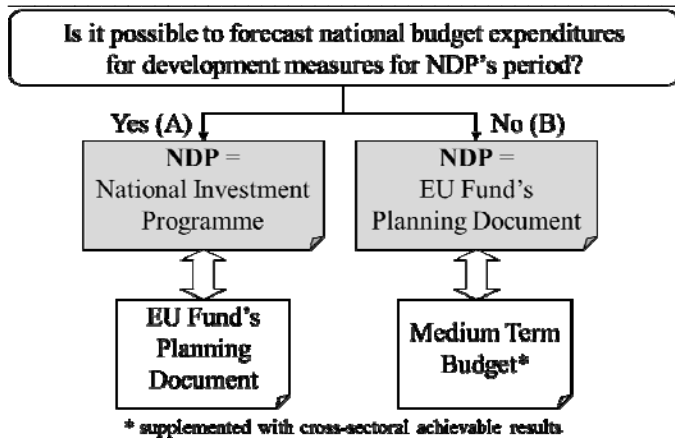 Is it possible to forecast national budget expenditures
for development measures for NDP's period?
Yes (A)
No (B)
NDP =
National Investment
Programme
NDP =
EU Fund's
Planning Document
EU Fund's
Planning
Document
Medium Term
Budget*
* supplemented with cross-sectoral achievable results